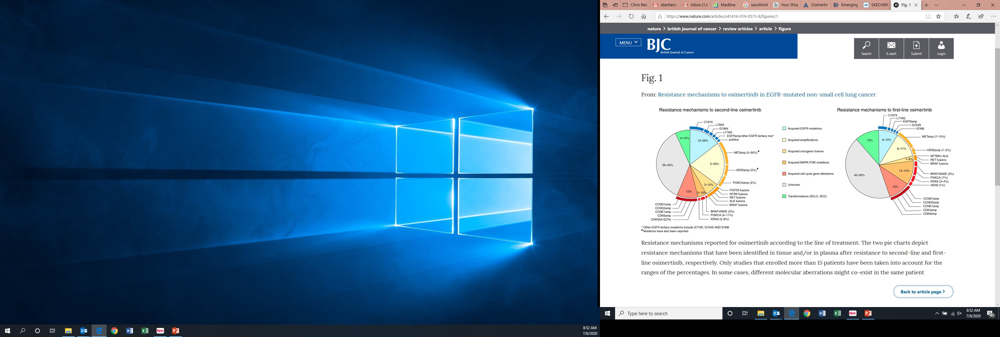 Citrix Rec
skechers
Inbox (1,6
Medline
savolitinil
Your Shop
Osimertir
Emerging
SKECHER
Fig. 1
https://www.nature.com/articles/s41416-019-0573-8/figures/1
nature > british journal of cancer > review articles > article > figure
MENU
BJC
British Journal of Cancer
Search
E-alert
Submit
Login
Fig. 1
From: Resistance mechanisms to osimertinib in EGFR-mutated non-small cell lung cancer
Resistance mechanisms to second-line osimertinib
C797X
L792X
G796X
L718Q
EGFRamp/other EGFR tertiary mut*
ex20ins
METamp (5–50%)▲
HER2amp (5%)▲
PI3KCAamp (5%)
FGFR3 fusions
NTRK fusions
RET fusions
ALK fusions
BRAF fusions
BRAFV600E (3%)
PI3KCA (4–11%)
KRAS (2–8%)
CCND1amp
CCND2amp
CCNE1amp
CDK6amp
CDKN2A E27fs
4–15%
10–26%
5–50%
3–10%
2–10%
12%
30–40%
* Other EGFR tertiary mutations include G719X, G724S AND S768I
▲Mutations have also been reported
Acquired EGFR mutations
Acquired amplifications
Acquired oncogenic fusions
Acquired MAPK-PI3K mutations
Acquired cell cycle gene alterations
Unknown
Transformations (SCLC, SCC)
Resistance mechanisms to first-line osimertinib
C797X
L718Q
EGFRamp
G724S
S768I
METamp (7–15%)
HER2amp (1–2%)
SPTBN1-ALK
RET fusions
BRAF fusions
BRAFV600E (3%)
PI3KCA (7%)
KRAS (3–4%)
HER2 (1%)
CCND1amp
CCND2amp
CCNE1amp
CDK4amp
CDK6amp
15%
6–10%
8–17%
1–8%
13–14%
10%
40–50%
Resistance mechanisms reported for osimertinib according to the line of treatment. The two pie charts depict
resistance mechanisms that have been identified in tissue and/or in plasma after resistance to second-line and first-
line osimertinib, respectively. Only studies that enrolled more than 15 patients have been taken into account for the
ranges of the percentages. In some cases, different molecular aberrations might co-exist in the same patient
Back to article page >
Type here to search
Epic
8:52 AM
7/8/2020
40
Epic
8:52 AM
7/8/2020